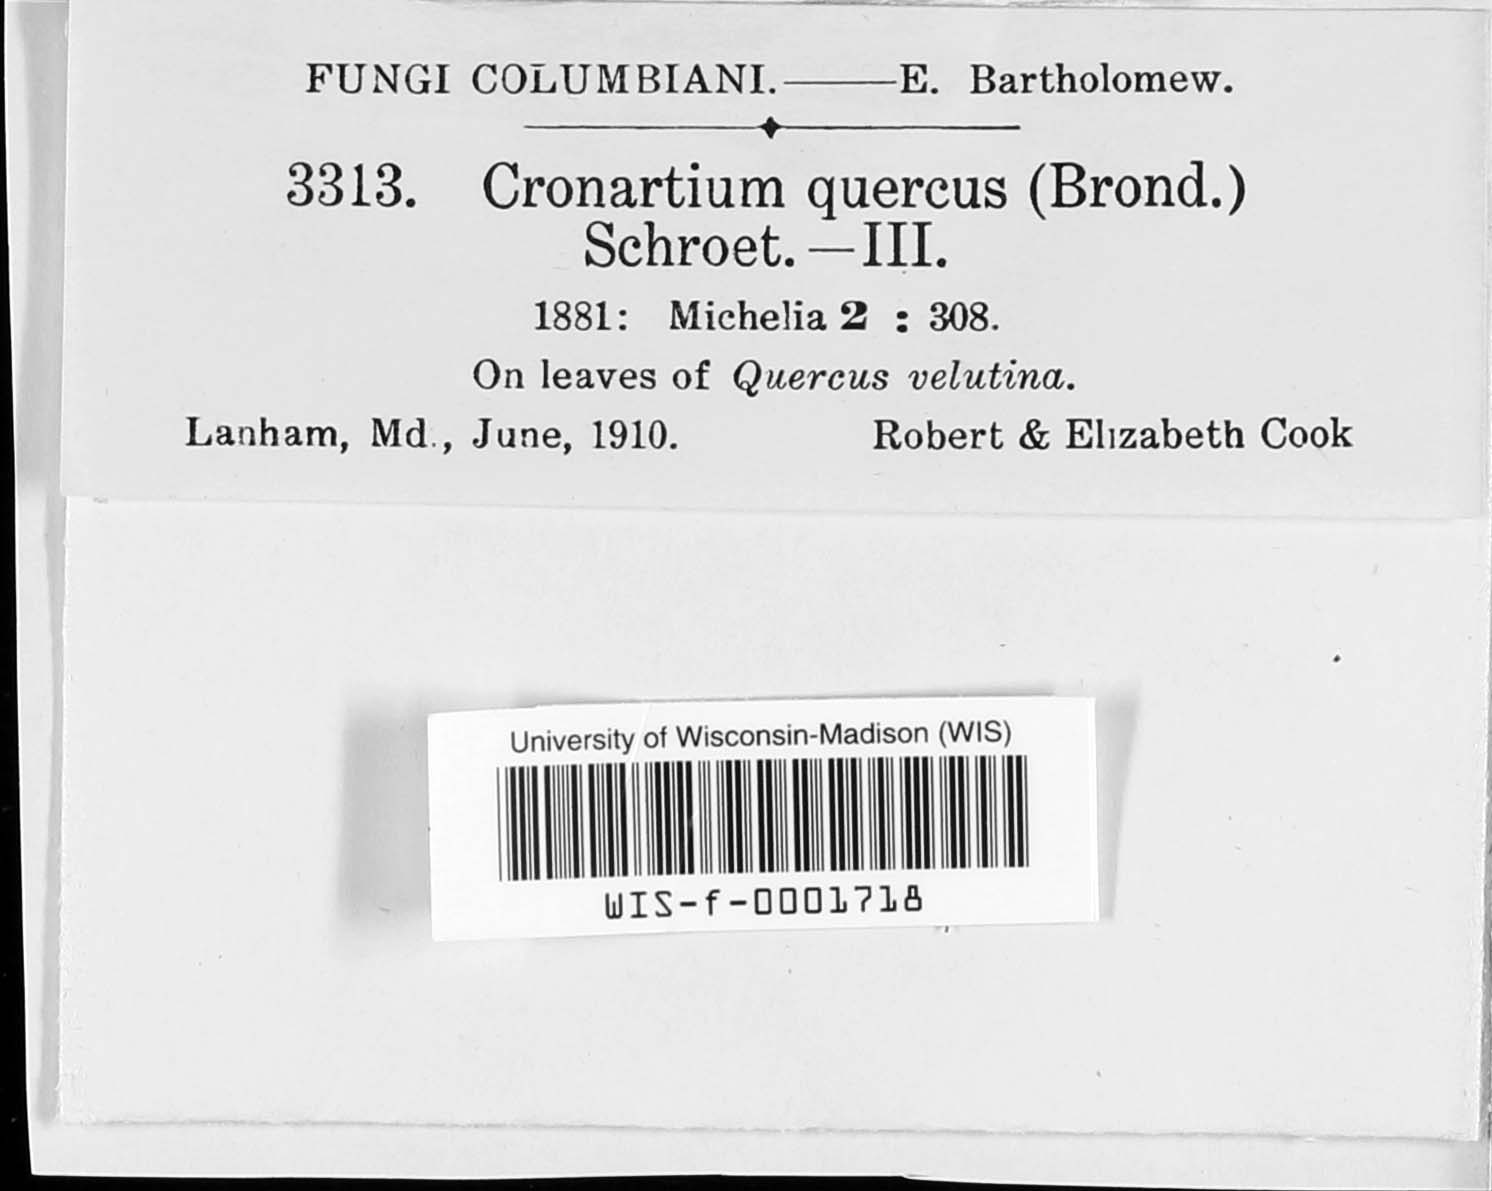 FUNGI COLUMBIANI.——E. Bartholomew.
3313. Cronartium quercus (Brond.)
Schroet.—III.
1881: Michelia 2 : 308.
On leaves of Quercus velutina.
Lanham, Md., June, 1910. Robert & Elizabeth Cook
University of Wisconsin-Madison (WIS)
WIS-f-0001718